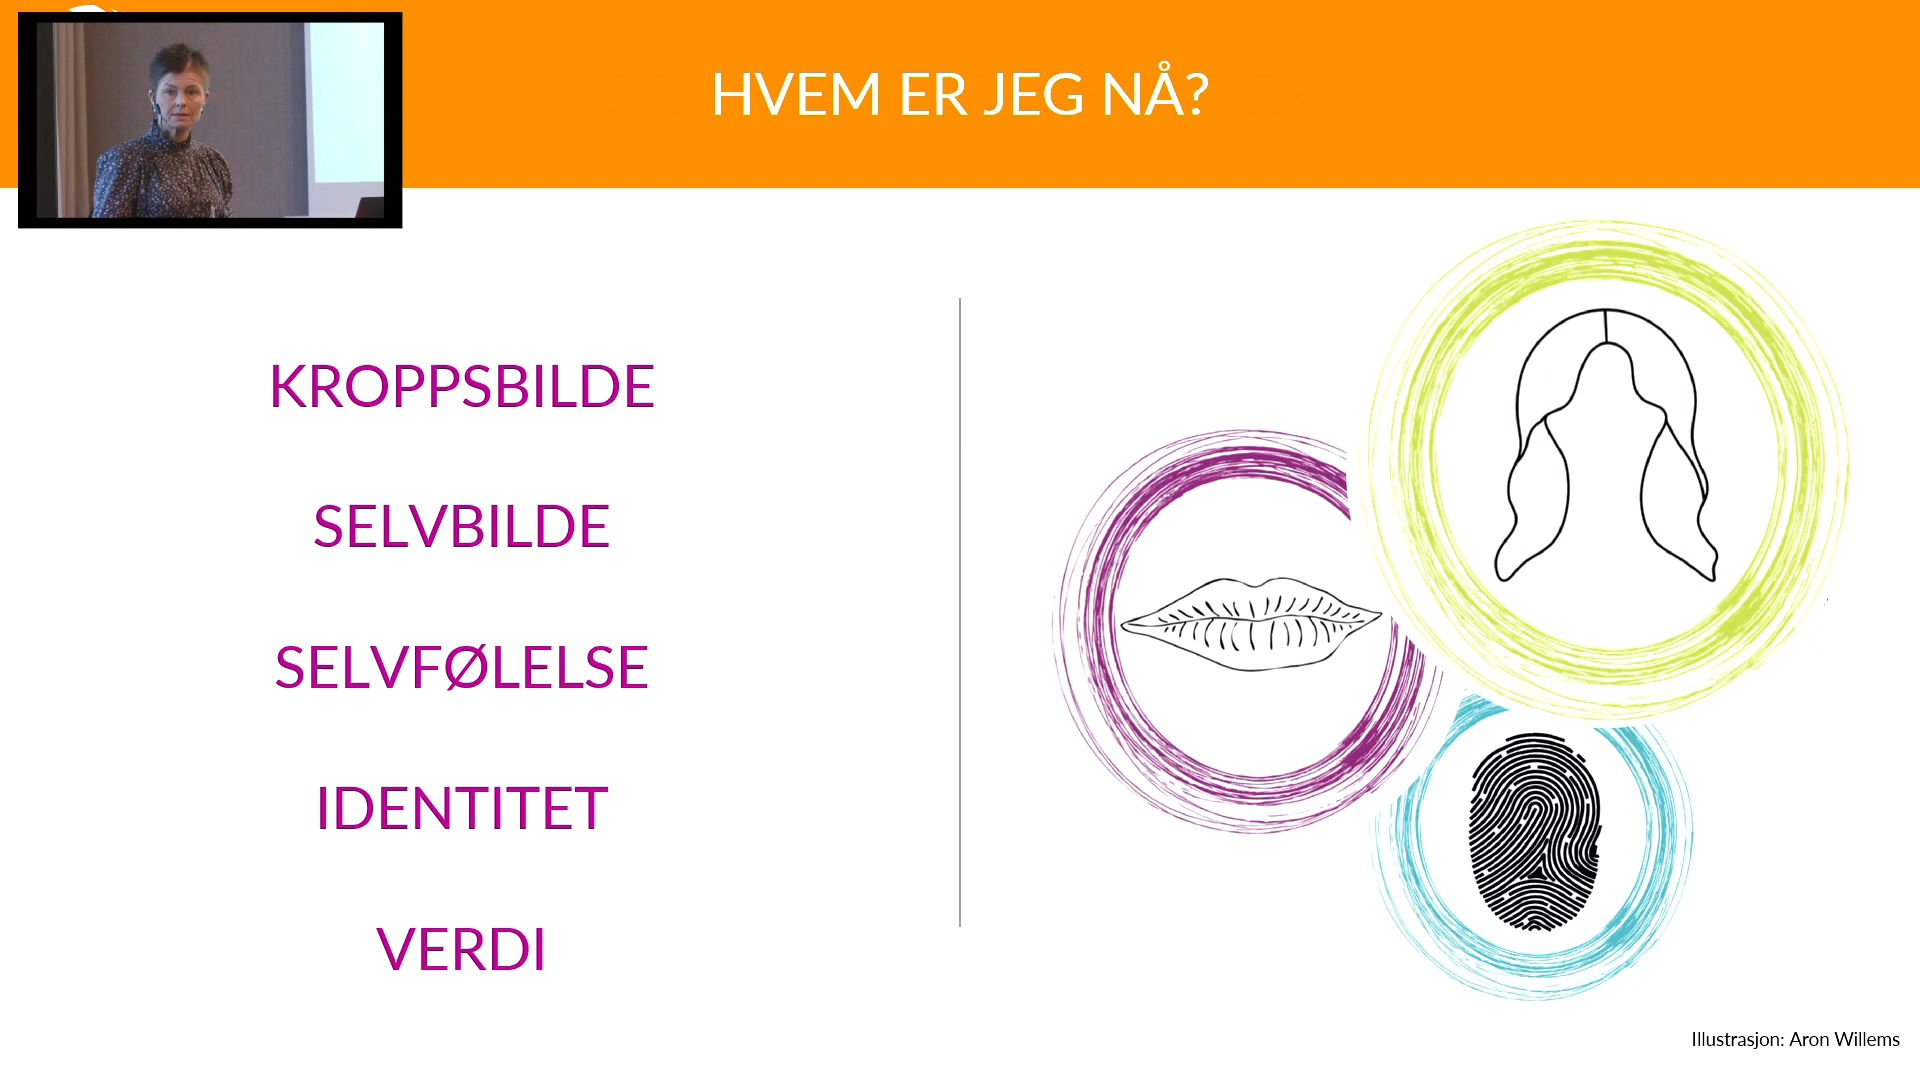 HVEM ER JEG NÅ?
KROPPSBILDE
SELVBILDE
SELVFØLELSE
IDENTITET
VERDI
Illustrasjon: Aron Willems